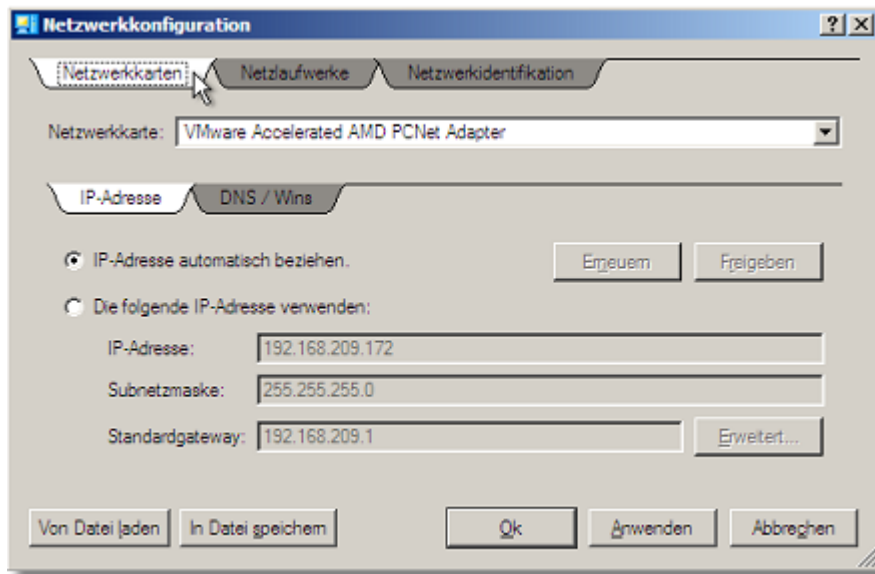 Netzwerkkonfiguration
Netzwerkkarten Netzlaufwerke Netzwerkidentifikation
Netzwerkkarte: VMware Accelerated AMD PCNet Adapter
IP-Adresse DNS / Wins
IP-Adresse automatisch beziehen. Erneuern Freigeben
Die folgende IP-Adresse verwenden:
IP-Adresse: 192.168.209.172
Subnetzmaske: 255.255.255.0
Standardgateway: 192.168.209.1 Erweitert...
Von Datei laden In Datei speichern Ok Anwenden Abbrechen